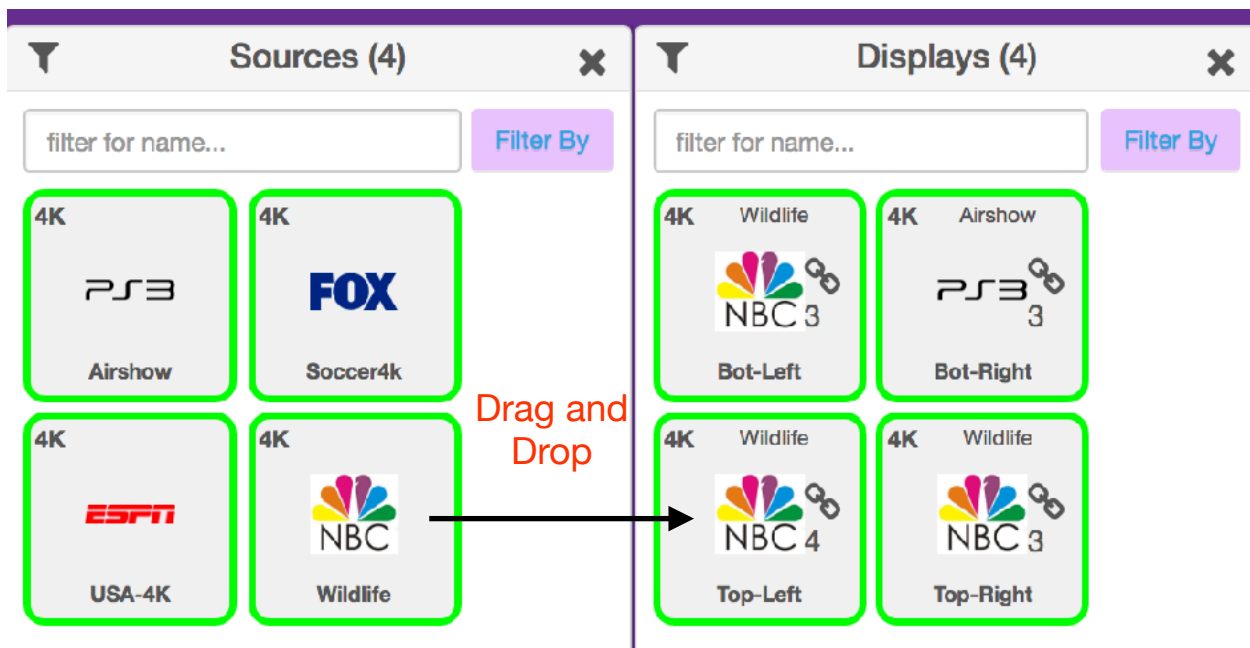 Sources (4)
filter for name...
Filter By
4K
PS3
Airshow
4K
FOX
Soccer4k
4K
ESPN
USA-4K
4K
NBC
Wildlife
Drag and
Drop
Displays (4)
filter for name...
Filter By
4K Wildlife
NBC 3
Bot-Left
4K Airshow
PS3
3
Bot-Right
4K Wildlife
NBC 4
Top-Left
4K Wildlife
NBC 3
Top-Right